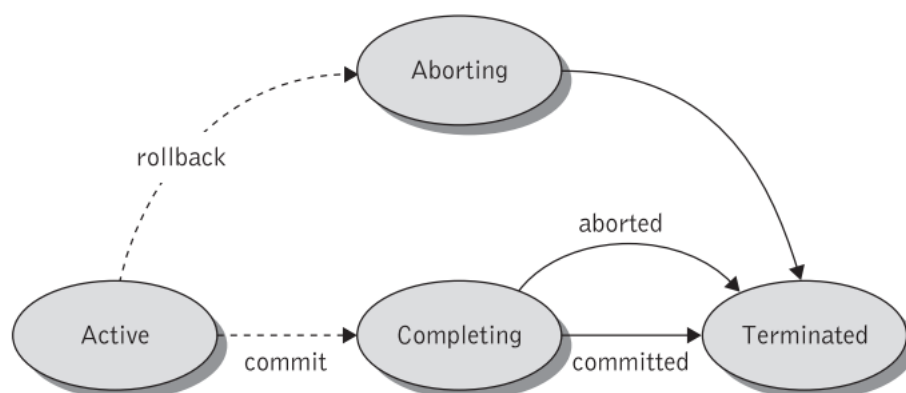 Aborting
rollback
aborted
Active
commit
Completing
committed
Terminated